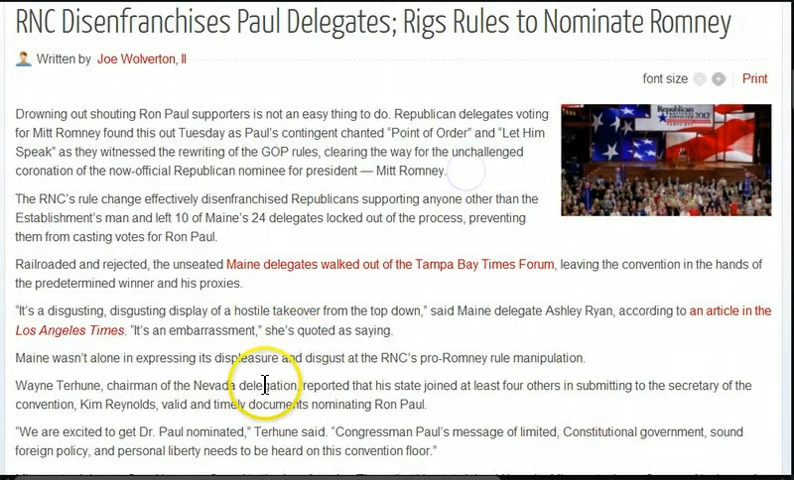 RNC Disenfranchises Paul Delegates; Rigs Rules to Nominate Romney
Written by Joe Wolverton, II
font size Print
Drowning out shouting Ron Paul supporters is not an easy thing to do. Republican delegates voting
for Mitt Romney found this out Tuesday as Paul's contingent chanted "Point of Order" and "Let Him
Speak" as they witnessed the rewriting of the GOP rules, clearing the way for the unchallenged
coronation of the now-official Republican nominee for president — Mitt Romney.
The RNC's rule change effectively disenfranchised Republicans supporting anyone other than the
Establishment's man and left 10 of Maine's 24 delegates locked out of the process, preventing
them from casting votes for Ron Paul.
Railroaded and rejected, the unseated Maine delegates walked out of the Tampa Bay Times Forum, leaving the convention in the hands of
the predetermined winner and his proxies.
"It's a disgusting, disgusting display of a hostile takeover from the top down," said Maine delegate Ashley Ryan, according to an article in the
Los Angeles Times. "It's an embarrassment," she's quoted as saying.
Maine wasn't alone in expressing its displeasure and disgust at the RNC's pro-Romney rule manipulation.
Wayne Terhune, chairman of the Nevada delegation, reported that his state joined at least four others in submitting to the secretary of the
convention, Kim Reynolds, valid and timely documents nominating Ron Paul.
"We are excited to get Dr. Paul nominated," Terhune said. "Congressman Paul's message of limited, Constitutional government, sound
foreign policy, and personal liberty needs to be heard on this convention floor."